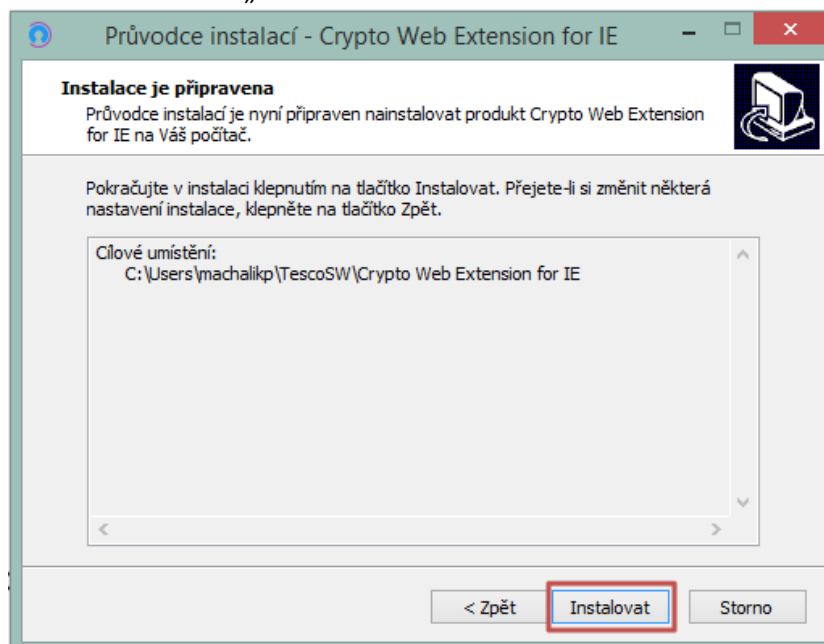 „
Průvodce instalací - Crypto Web Extension for IE
Instalace je připravena
Průvodce instalací je nyní připraven nainstalovat produkt Crypto Web Extension
for IE na Váš počítač.
Pokračujte v instalaci klepnutím na tlačítko Instalovat. Přejete-li si změnit některá
nastavení instalace, klepněte na tlačítko Zpět.
Cílové umístění:
C:\Users\machalikp\TescoSW\Crypto Web Extension for IE
< Zpět Instalovat Storno